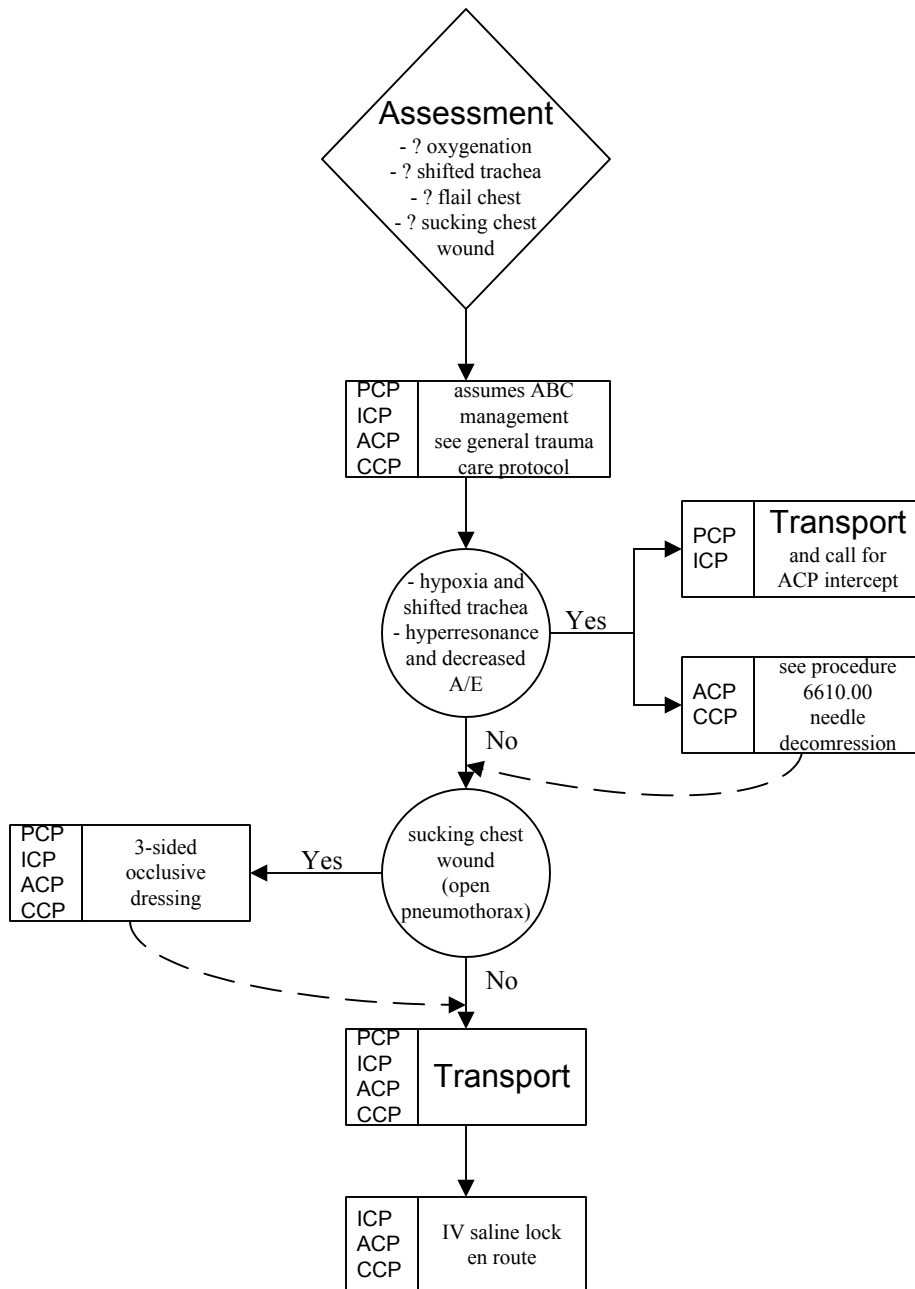 Assessment
- ? oxygenation
- ? shifted trachea
- ? flail chest
- ? sucking chest
wound
PCP
ICP
ACP
CCP
assumes ABC
management
see general trauma
care protocol
- hypoxia and
shifted trachea
- hyperresonance
and decreased
A/E
Yes
PCP
ICP
Transport
and call for
ACP intercept
ACP
CCP
see procedure
6610.00
needle
decomression
No
sucking chest
wound
(open
pneumothorax)
Yes
PCP
ICP
ACP
CCP
3-sided
occlusive
dressing
No
PCP
ICP
ACP
CCP
Transport
ICP
ACP
CCP
IV saline lock
en route